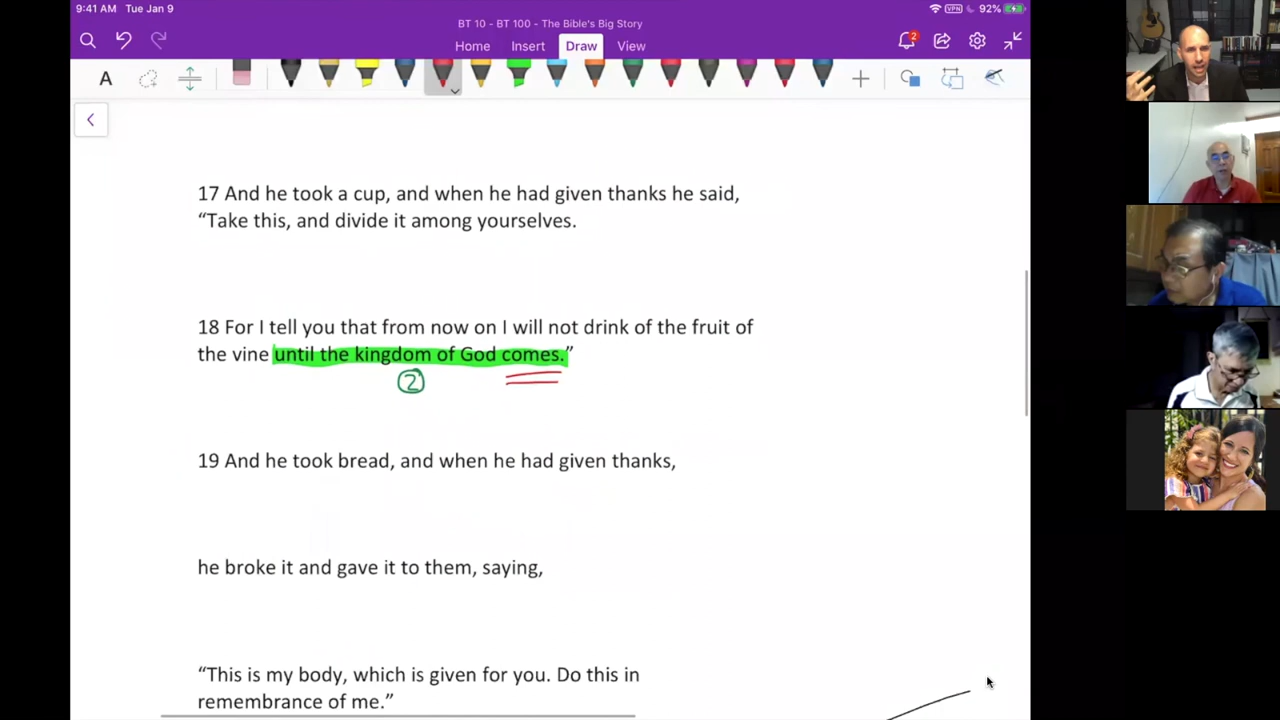 9:41 AM Tue Jan 9
VPN 92%
BT 10 - BT 100 - The Bible's Big Story
Home Insert Draw View
2
A
17 And he took a cup, and when he had given thanks he said,
“Take this, and divide it among yourselves.
18 For I tell you that from now on I will not drink of the fruit of
the vine until the kingdom of God comes.”
2
19 And he took bread, and when he had given thanks,
he broke it and gave it to them, saying,
“This is my body, which is given for you. Do this in
remembrance of me.”